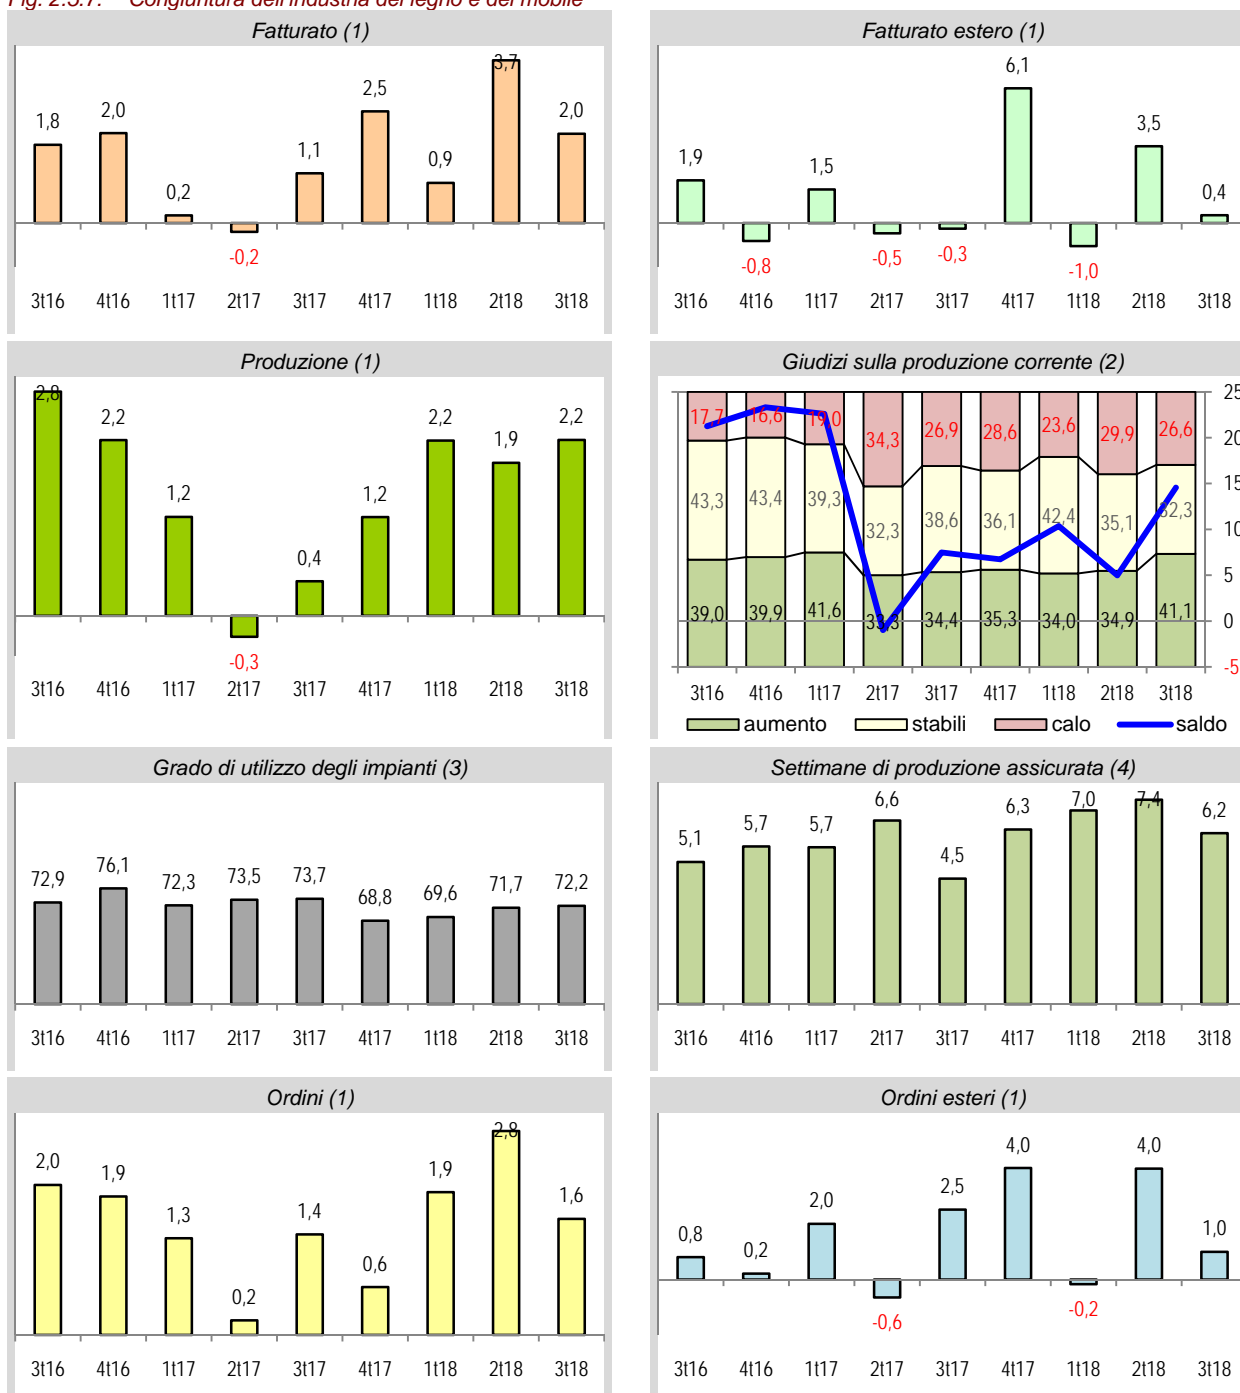 Fig. 2.3.7. Congiuntura dell'industria del legno e del mobile
Fatturato (1)
1,8 2,0 0,2 -0,2 1,1 2,5 0,9 3,7 2,0
3t16 4t16 1t17 2t17 3t17 4t17 1t18 2t18 3t18
Fatturato estero (1)
1,9 -0,8 1,5 -0,5 -0,3 6,1 -1,0 3,5 0,4
3t16 4t16 1t17 2t17 3t17 4t17 1t18 2t18 3t18
Produzione (1)
2,8 2,2 1,2 -0,3 0,4 1,2 2,2 1,9 2,2
3t16 4t16 1t17 2t17 3t17 4t17 1t18 2t18 3t18
Giudizi sulla produzione corrente (2)
17,7 16,6 19,0 34,3 26,9 28,6 23,6 29,9 26,6
43,3 43,4 39,3 32,3 38,6 36,1 42,4 35,1 32,3
39,0 39,9 41,6 33,3 34,4 35,3 34,0 34,9 41,1
25
20
15
10
5
0
-5
3t16 4t16 1t17 2t17 3t17 4t17 1t18 2t18 3t18
aumento stabili calo saldo
Grado di utilizzo degli impianti (3)
72,9 76,1 72,3 73,5 73,7 68,8 69,6 71,7 72,2
3t16 4t16 1t17 2t17 3t17 4t17 1t18 2t18 3t18
Settimane di produzione assicurata (4)
5,1 5,7 5,7 6,6 4,5 6,3 7,0 7,4 6,2
3t16 4t16 1t17 2t17 3t17 4t17 1t18 2t18 3t18
Ordini (1)
2,0 1,9 1,3 0,2 1,4 0,6 1,9 2,8 1,6
3t16 4t16 1t17 2t17 3t17 4t17 1t18 2t18 3t18
Ordini esteri (1)
0,8 0,2 2,0 -0,6 2,5 4,0 -0,2 4,0 1,0
3t16 4t16 1t17 2t17 3t17 4t17 1t18 2t18 3t18